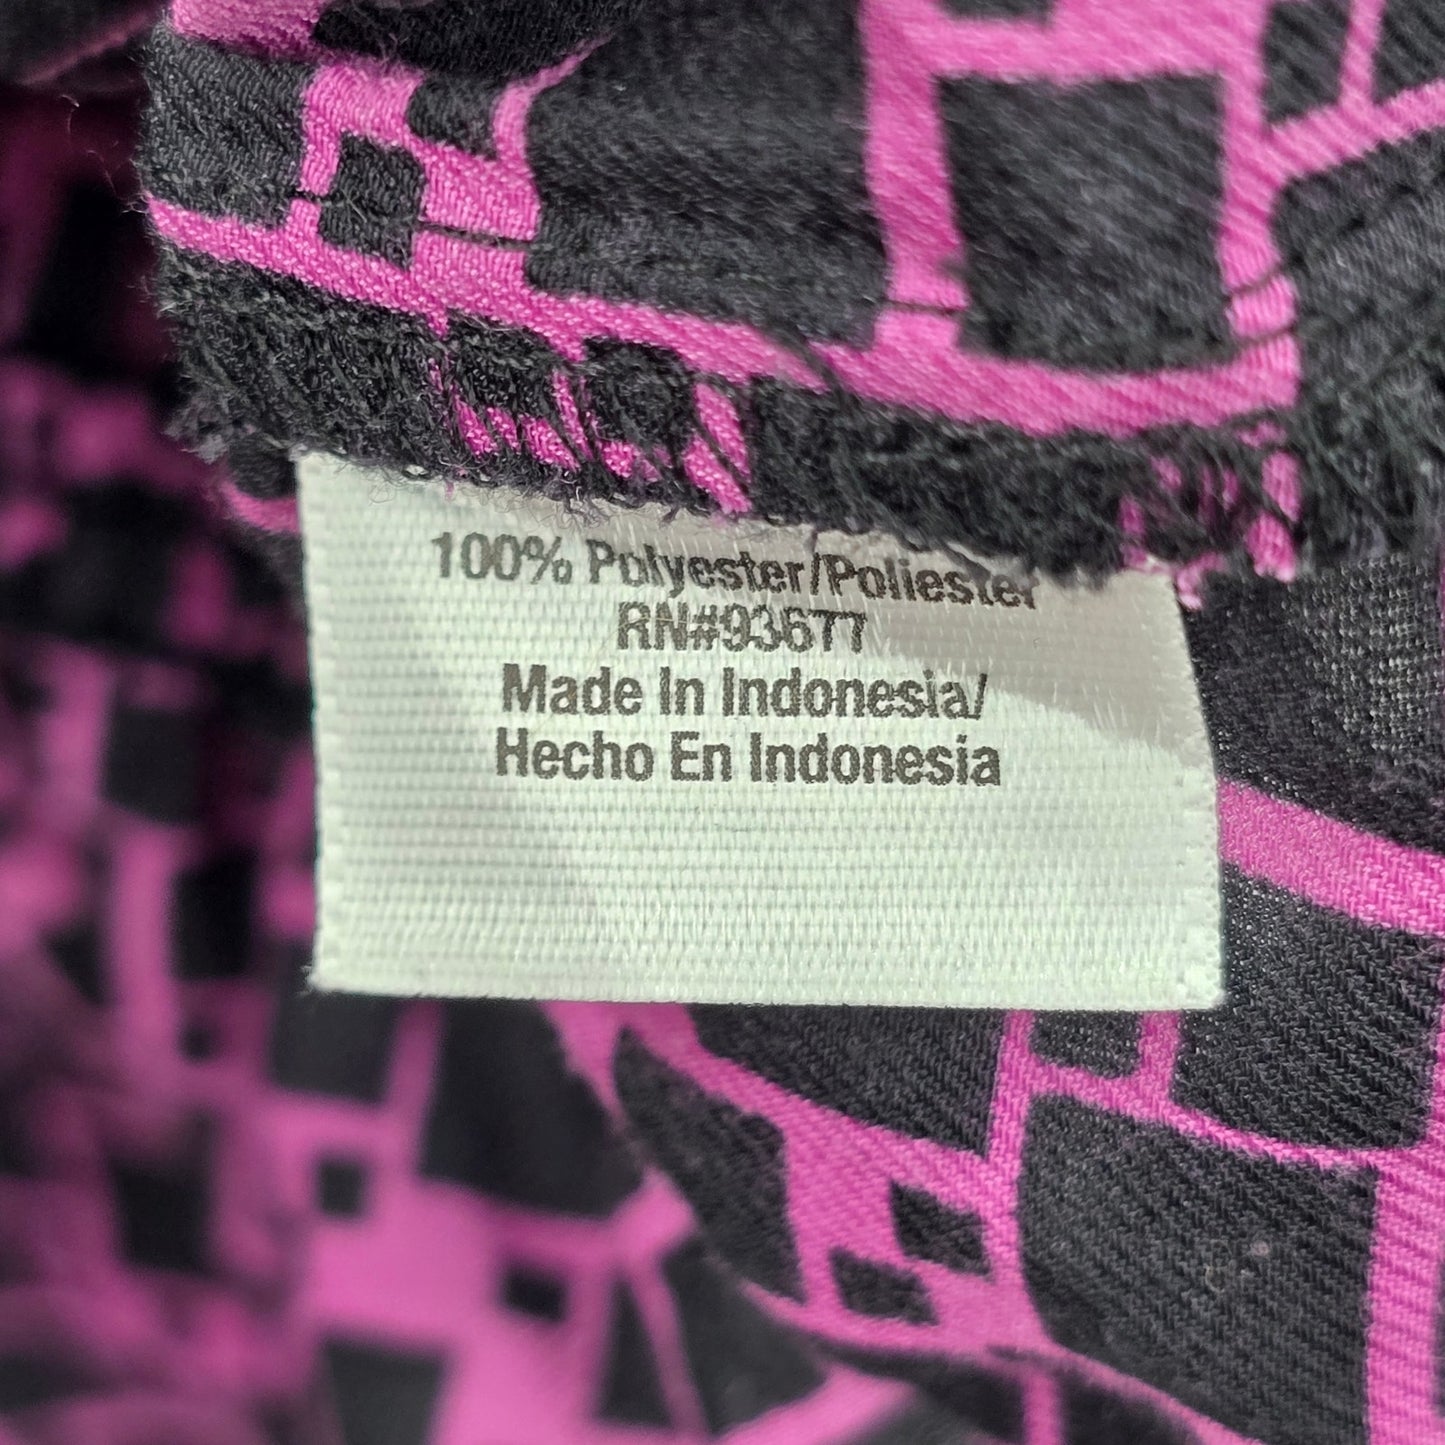 100% Polyester/Poliester
RN#93677
Made In Indonesia/
Hecho En Indonesia